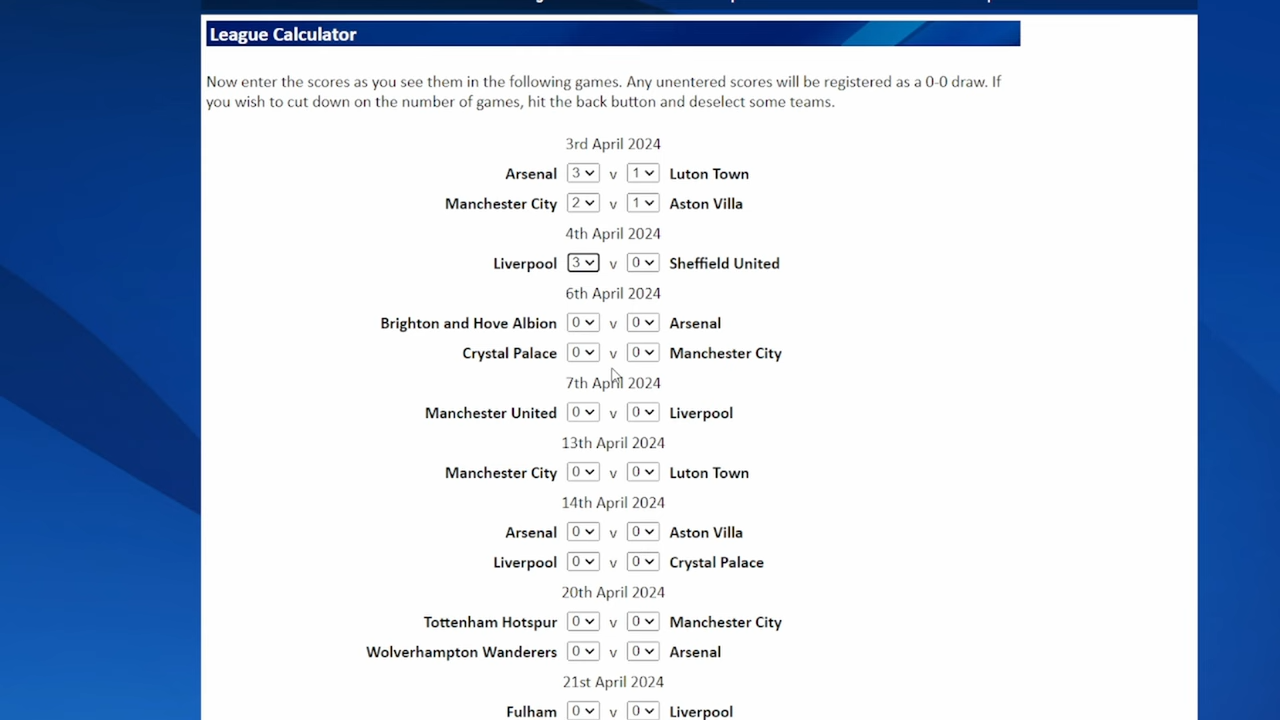 League Calculator
Now enter the scores as you see them in the following games. Any unentered scores will be registered as a 0-0 draw. If
you wish to cut down on the number of games, hit the back button and deselect some teams.
3rd April 2024
Arsenal 3 v 1 Luton Town
Manchester City 2 v 1 Aston Villa
4th April 2024
Liverpool 3 v 0 Sheffield United
6th April 2024
Brighton and Hove Albion 0 v 0 Arsenal
Crystal Palace 0 v 0 Manchester City
7th April 2024
Manchester United 0 v 0 Liverpool
13th April 2024
Manchester City 0 v 0 Luton Town
14th April 2024
Arsenal 0 v 0 Aston Villa
Liverpool 0 v 0 Crystal Palace
20th April 2024
Tottenham Hotspur 0 v 0 Manchester City
Wolverhampton Wanderers 0 v 0 Arsenal
21st April 2024
Fulham 0 v 0 Liverpool